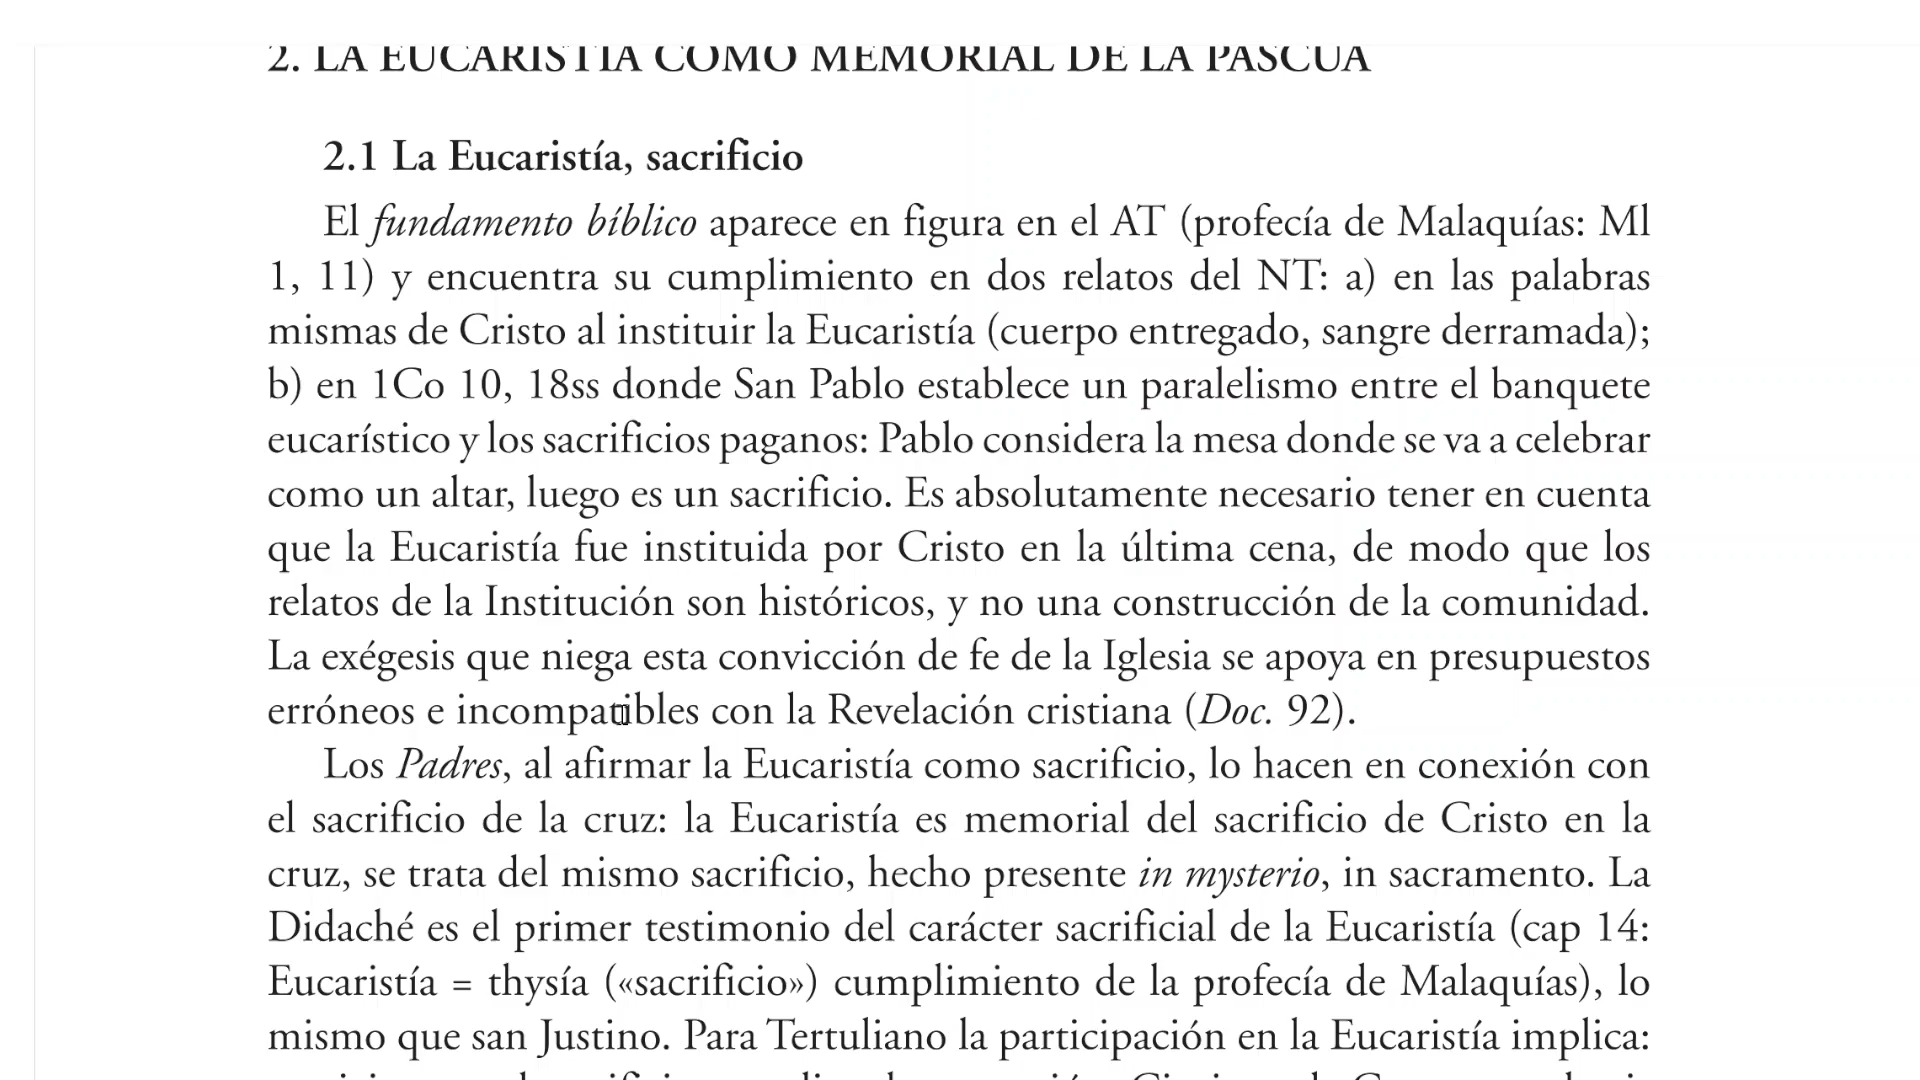 2. LA EUCARISTÍA COMO MEMORIAL DE LA PASCUA
2.1 La Eucaristía, sacrificio
El fundamento bíblico aparece en figura en el AT (profecía de Malaquías: Ml
1, 11) y encuentra su cumplimiento en dos relatos del NT: a) en las palabras
mismas de Cristo al instituir la Eucaristía (cuerpo entregado, sangre derramada);
b) en 1Co 10, 18ss donde San Pablo establece un paralelismo entre el banquete
eucarístico y los sacrificios paganos: Pablo considera la mesa donde se va a celebrar
como un altar, luego es un sacrificio. Es absolutamente necesario tener en cuenta
que la Eucaristía fue instituida por Cristo en la última cena, de modo que los
relatos de la Institución son históricos, y no una construcción de la comunidad.
La exégesis que niega esta convicción de fe de la Iglesia se apoya en presupuestos
erróneos e incompatibles con la Revelación cristiana (Doc. 92).
Los Padres, al afirmar la Eucaristía como sacrificio, lo hacen en conexión con
el sacrificio de la cruz: la Eucaristía es memorial del sacrificio de Cristo en la
cruz, se trata del mismo sacrificio, hecho presente in mysterio, in sacramento. La
Didaché es el primer testimonio del carácter sacrificial de la Eucaristía (cap 14:
Eucaristía = thysía («sacrificio») cumplimiento de la profecía de Malaquías), lo
mismo que san Justino. Para Tertuliano la participación en la Eucaristía implica: